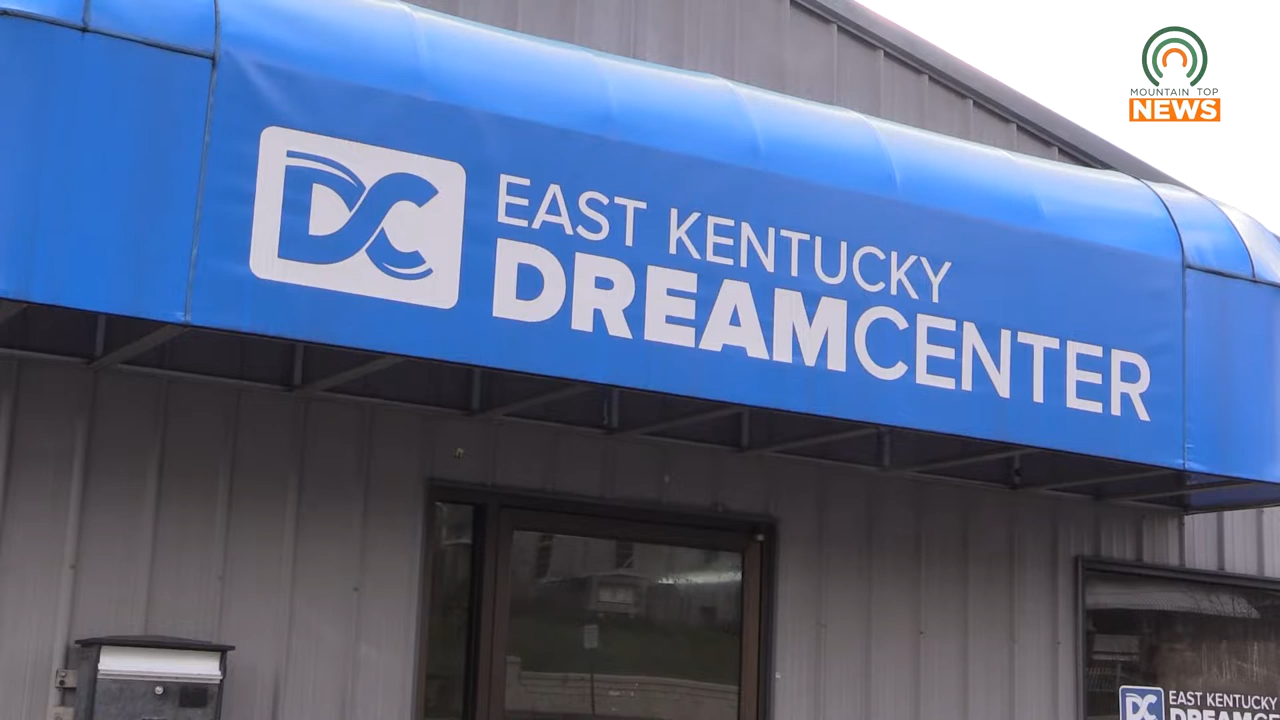 MOUNTAIN TOP
NEWS
DC
EAST KENTUCKY
DREAMCENTER
DC
EAST KENTUCKY